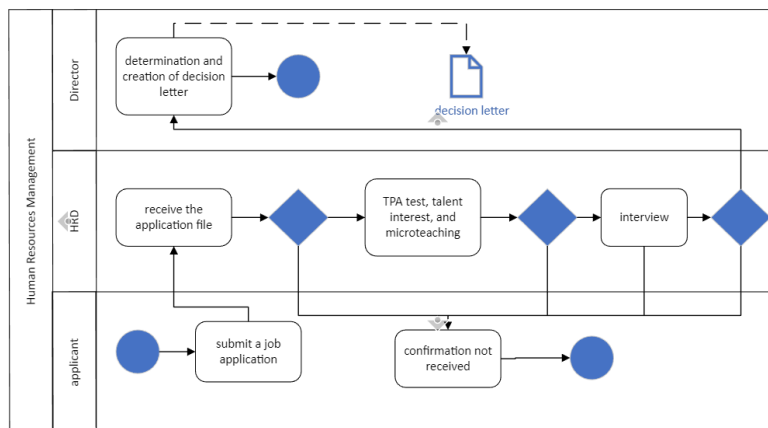 Human Resources Management
Director
determination and
creation of decision
letter
decision letter
HRD
receive the
application file
TPA test, talent
interest, and
microteaching
interview
applicant
submit a job
application
confirmation not
received